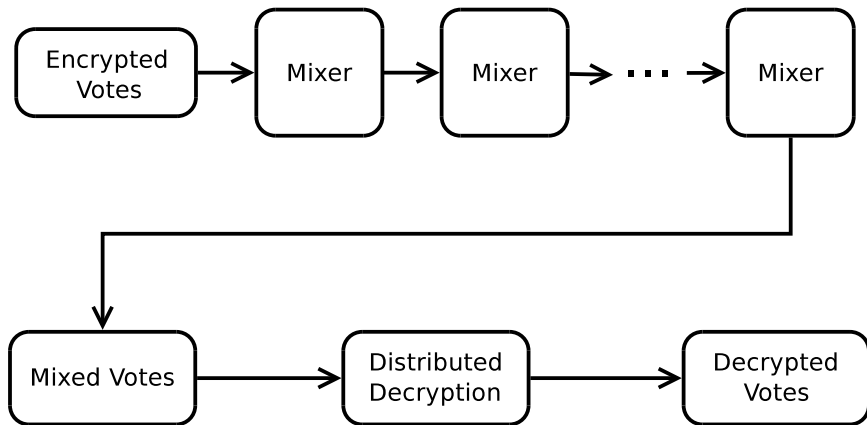 Encrypted
Votes
Mixer
Mixer
...
Mixer
Mixed Votes
Distributed
Decryption
Decrypted
Votes